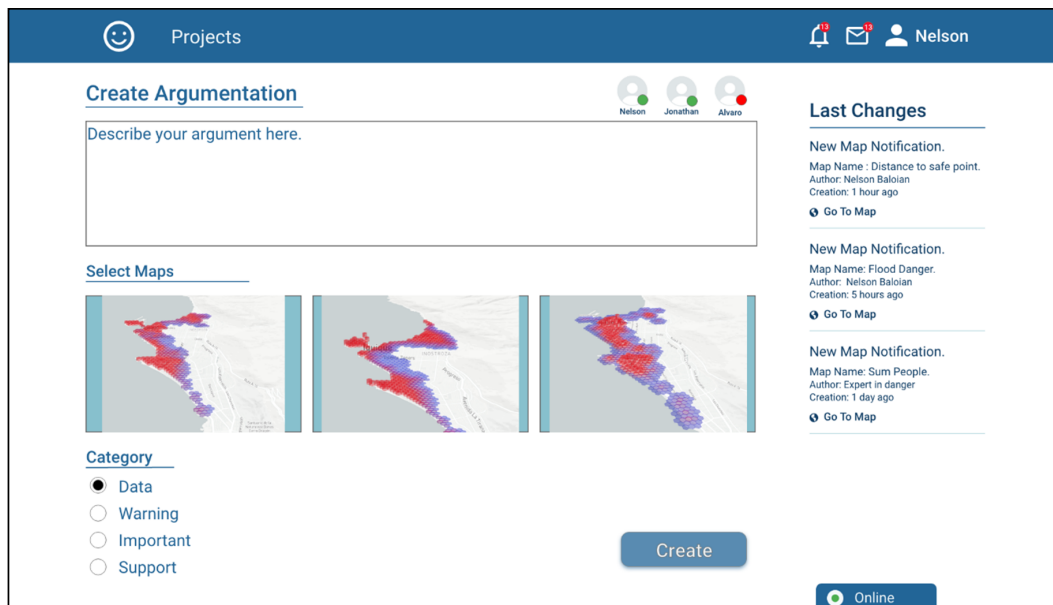 Projects
13
13
Nelson
Create Argumentation
Nelson
Jonathan
Alvaro
Describe your argument here.
Select Maps
Category
Data
Warning
Important
Support
Create
Last Changes
New Map Notification.
Map Name : Distance to safe point.
Author: Nelson Baloian
Creation: 1 hour ago
Go To Map
New Map Notification.
Map Name: Flood Danger.
Author: Nelson Baloian
Creation: 5 hours ago
Go To Map
New Map Notification.
Map Name: Sum People.
Author: Expert in danger
Creation: 1 day ago
Go To Map
Online